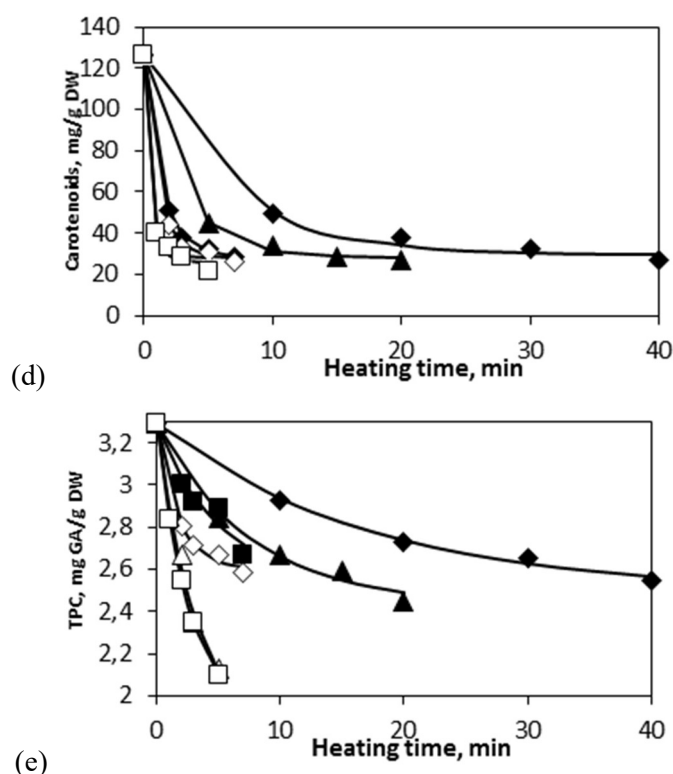 Carotenoids, mg/g DW
140
120
100
80
60
40
20
0
0 10 20 30 40
Heating time, min
(d)
TPC, mg GA/g DW
3,2
3
2,8
2,6
2,4
2,2
2
0 10 20 30 40
Heating time, min
(e)